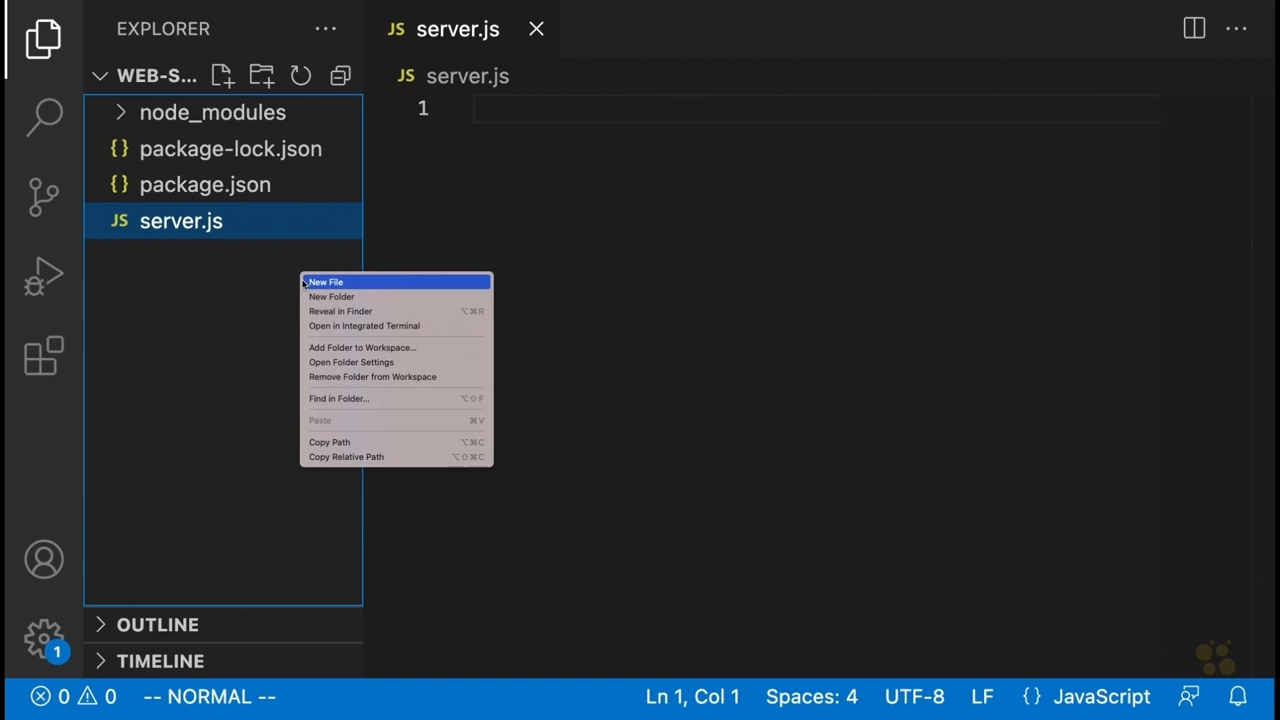 EXPLORER
JS server.js
WEB-S...
JS server.js
node_modules
1
{} package-lock.json
{} package.json
JS server.js
New File
New Folder
Reveal in Finder ⌥⌘R
Open in Integrated Terminal
Add Folder to Workspace...
Open Folder Settings
Remove Folder from Workspace
Find in Folder... ⌥⇧F
Paste ⌘V
Copy Path ⌥⌘C
Copy Relative Path ⌥⇧⌘C
OUTLINE
1
TIMELINE
0 0 -- NORMAL -- Ln 1, Col 1 Spaces: 4 UTF-8 LF {} JavaScript